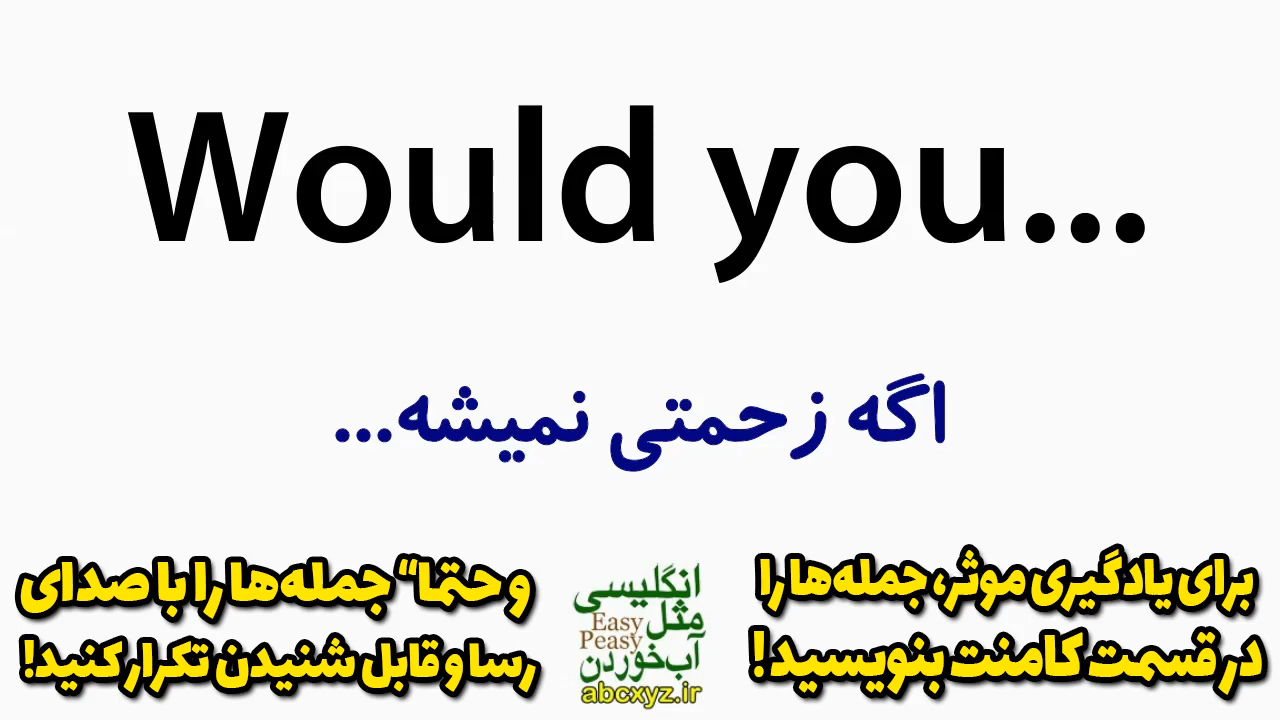 Would you...
اگه زحمتی نمیشه...
برای یادگیری موثر، جمله‌ها را
در قسمت کامنت بنویسید!
انگلیسی
مثل
Easy
Peasy
آب خوردن
abcxyz.ir
و حتما“ جمله‌ها را با صدای
رسا و قابل شنیدن تکرار کنید!